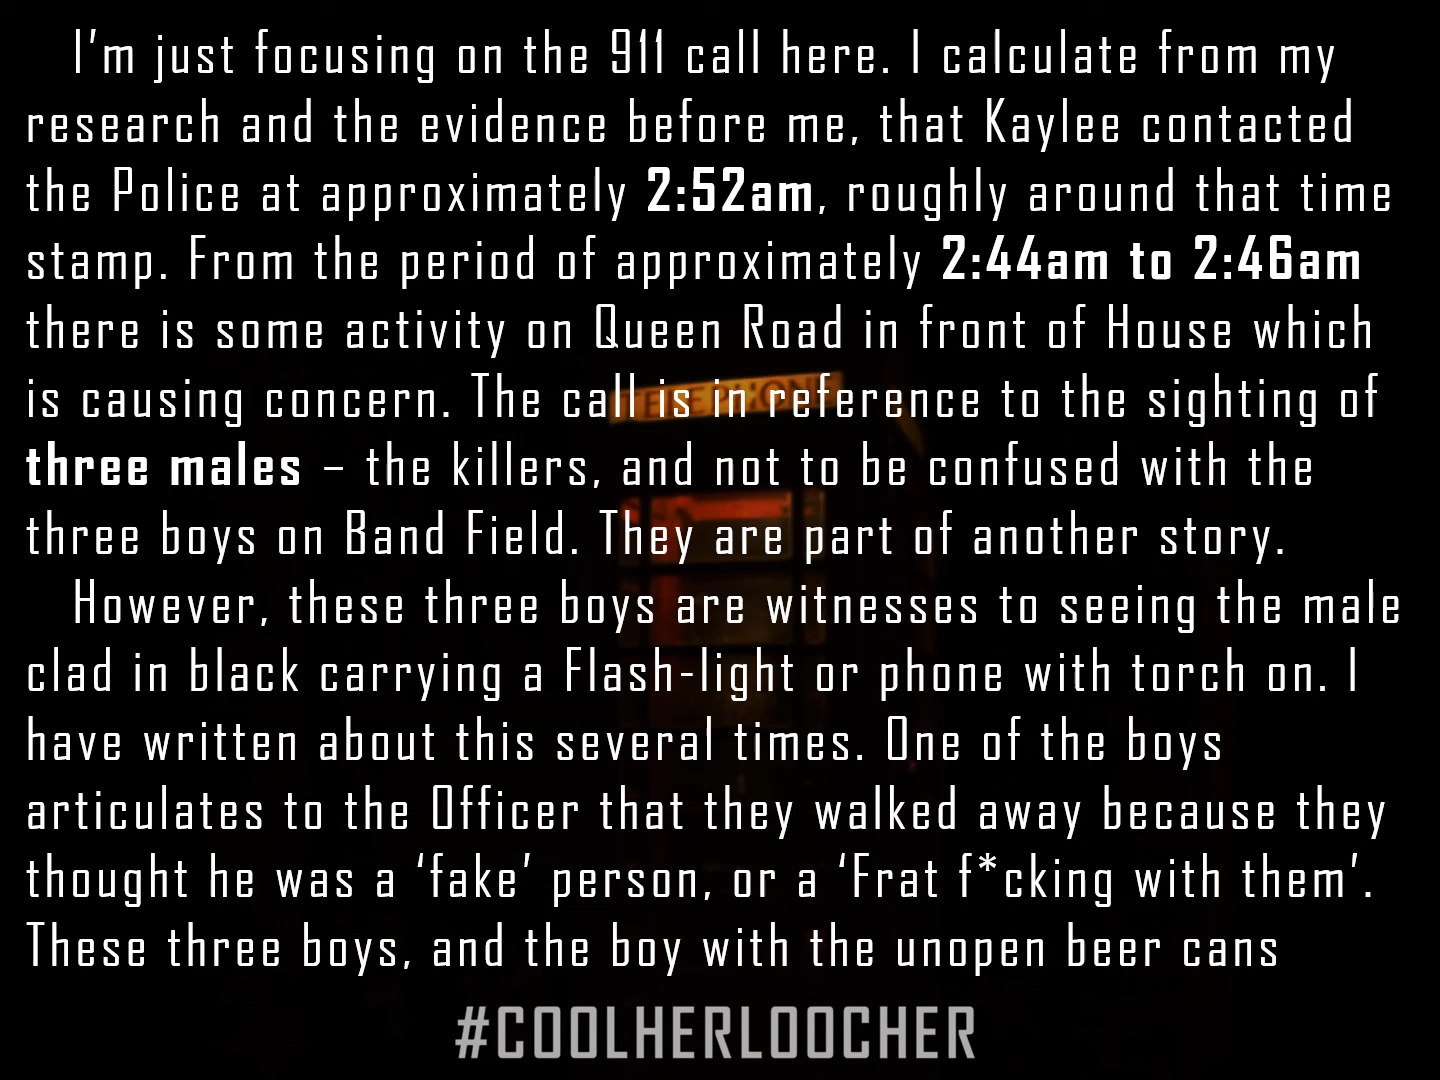 I’m just focusing on the 911 call here. I calculate from my
research and the evidence before me, that Kaylee contacted
the Police at approximately 2:52am, roughly around that time
stamp. From the period of approximately 2:44am to 2:46am
there is some activity on Queen Road in front of House which
is causing concern. The call is in reference to the sighting of
TELEPHONE
three males – the killers, and not to be confused with the
three boys on Band Field. They are part of another story.
However, these three boys are witnesses to seeing the male
clad in black carrying a Flash-light or phone with torch on. I
have written about this several times. One of the boys
articulates to the Officer that they walked away because they
thought he was a ‘fake’ person, or a ‘Frat f*cking with them’.
These three boys, and the boy with the unopen beer cans
#COOLHERLOOCHER